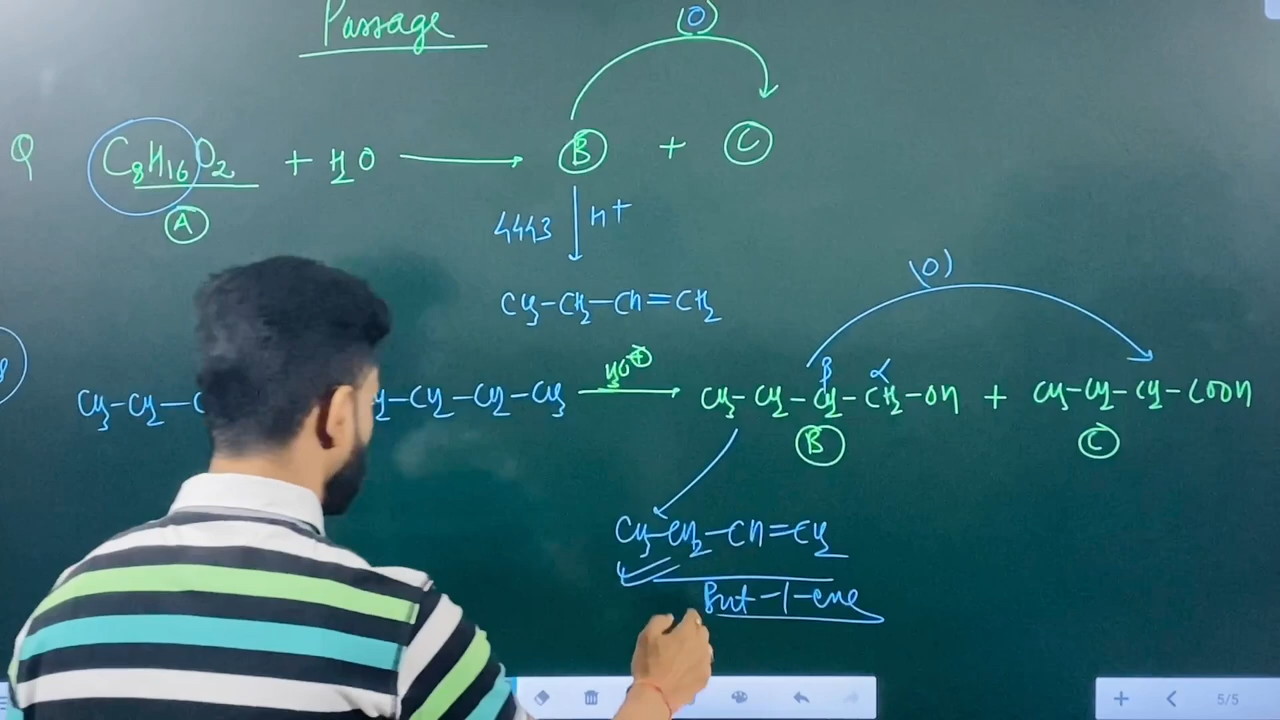 Passage
(O)
Q C₈H₁₆O₂ + H₂O ⟶ B + C
A
443 H+
CH₃-CH₂-CH=CH₂
(O)
H₃O⊕
β α
CH₃-CH₂-C CH₂-CH₂-CH₃ ⟶ CH₃-CH₂-CH₂-CH₂-OH + CH₃-CH₂-CH₂-COOH
B C
CH₃-CH₂-CH=CH₂
But-1-ene
5/5